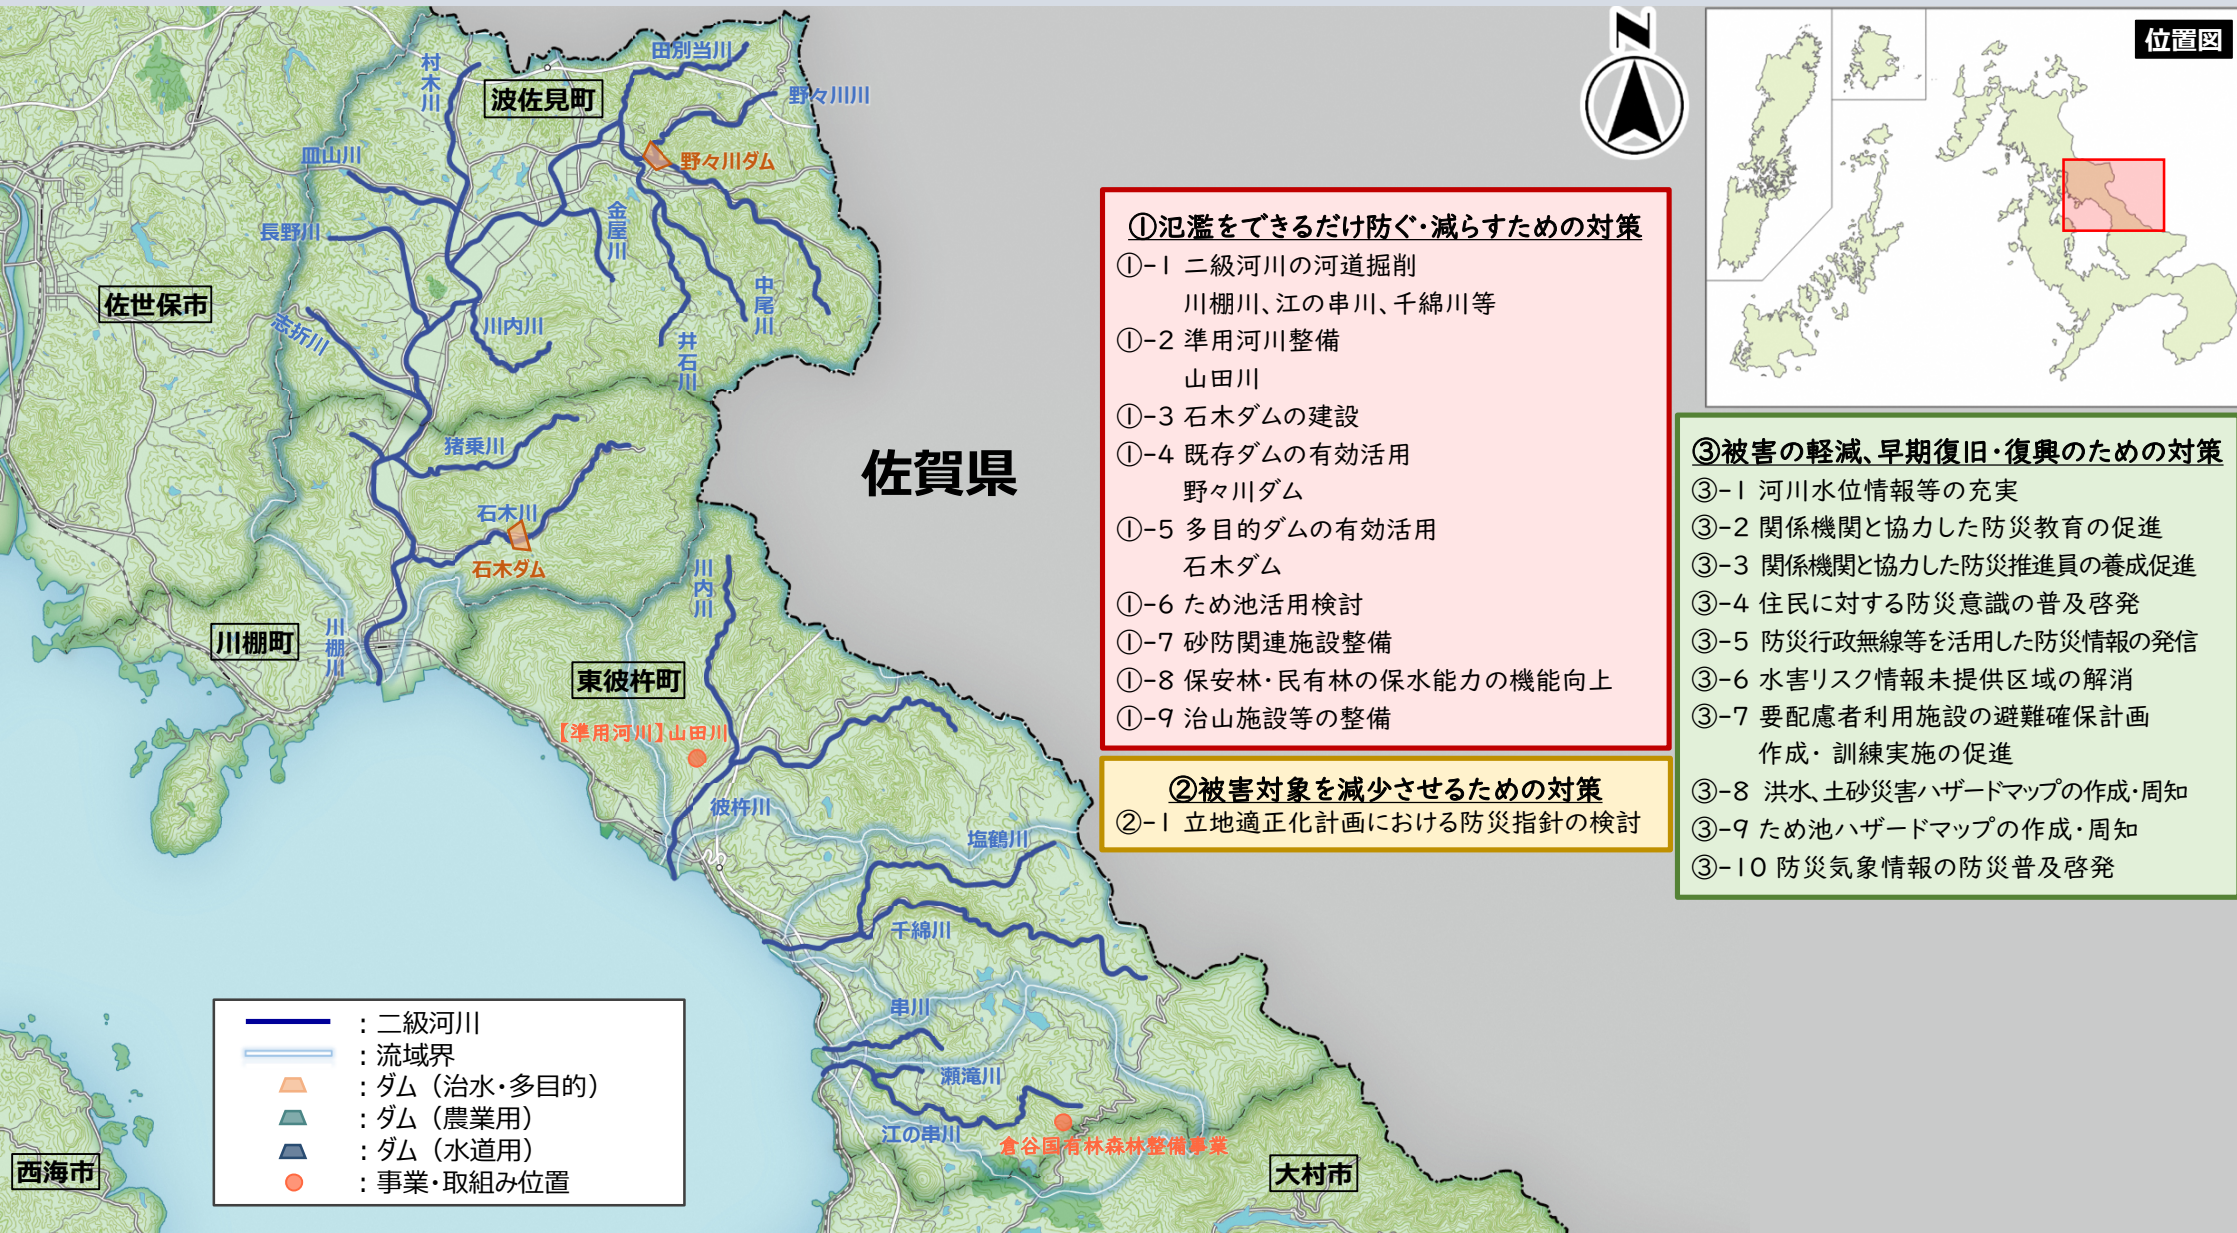 位置図
村木川
田別当川
波佐見町
野々川川
皿山川
野々川ダム
長野川
金屋川
佐世保市
中尾川
志折川
川内川
井石川
佐賀県
猪乗川
石木川
石木ダム
川内川
川棚町
川棚川
東彼杵町
【準用河川】山田川
彼杵川
塩鶴川
千綿川
串川
瀬滝川
江の串川
倉谷国有林森林整備事業
西海市
大村市
①氾濫をできるだけ防ぐ・減らすための対策
①-1 二級河川の河道掘削
川棚川、江の串川、千綿川等
①-2 準用河川整備
山田川
①-3 石木ダムの建設
①-4 既存ダムの有効活用
野々川ダム
①-5 多目的ダムの有効活用
石木ダム
①-6 ため池活用検討
①-7 砂防関連施設整備
①-8 保安林・民有林の保水能力の機能向上
①-9 治山施設等の整備
②被害対象を減少させるための対策
②-1 立地適正化計画における防災指針の検討
③被害の軽減、早期復旧・復興のための対策
③-1 河川水位情報等の充実
③-2 関係機関と協力した防災教育の促進
③-3 関係機関と協力した防災推進員の養成促進
③-4 住民に対する防災意識の普及啓発
③-5 防災行政無線等を活用した防災情報の発信
③-6 水害リスク情報未提供区域の解消
③-7 要配慮者利用施設の避難確保計画
作成・ 訓練実施の促進
③-8 洪水、土砂災害ハザードマップの作成・周知
③-9 ため池ハザードマップの作成・周知
③-10 防災気象情報の防災普及啓発
：二級河川
：流域界
：ダム（治水・多目的）
：ダム（農業用）
：ダム（水道用）
：事業・取組み位置
N